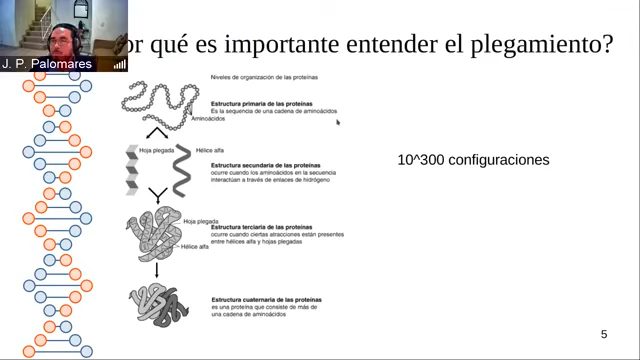 or qué es importante entender el plegamiento?
J. P. Palomares
Niveles de organización de las proteínas
Estructura primaria de las proteínas
Es la sequencia de una cadena de aminoácidos
Aminoácidos
Hoja plegada
Hélice alfa
Estructura secundaria de las proteínas
ocurre cuando los aminoácidos en la secuencia
interactúan a través de enlaces de hidrógeno
Hoja plegada
Estructura terciaria de las proteínas
ocurre cuando ciertas atracciones están presentes
entre hélices alfa y hojas plegadas
Hélice alfa
Estructura cuaternaria de las proteínas
es una proteína que consiste de más de
una cadena de aminoácidos
10^300 configuraciones
5